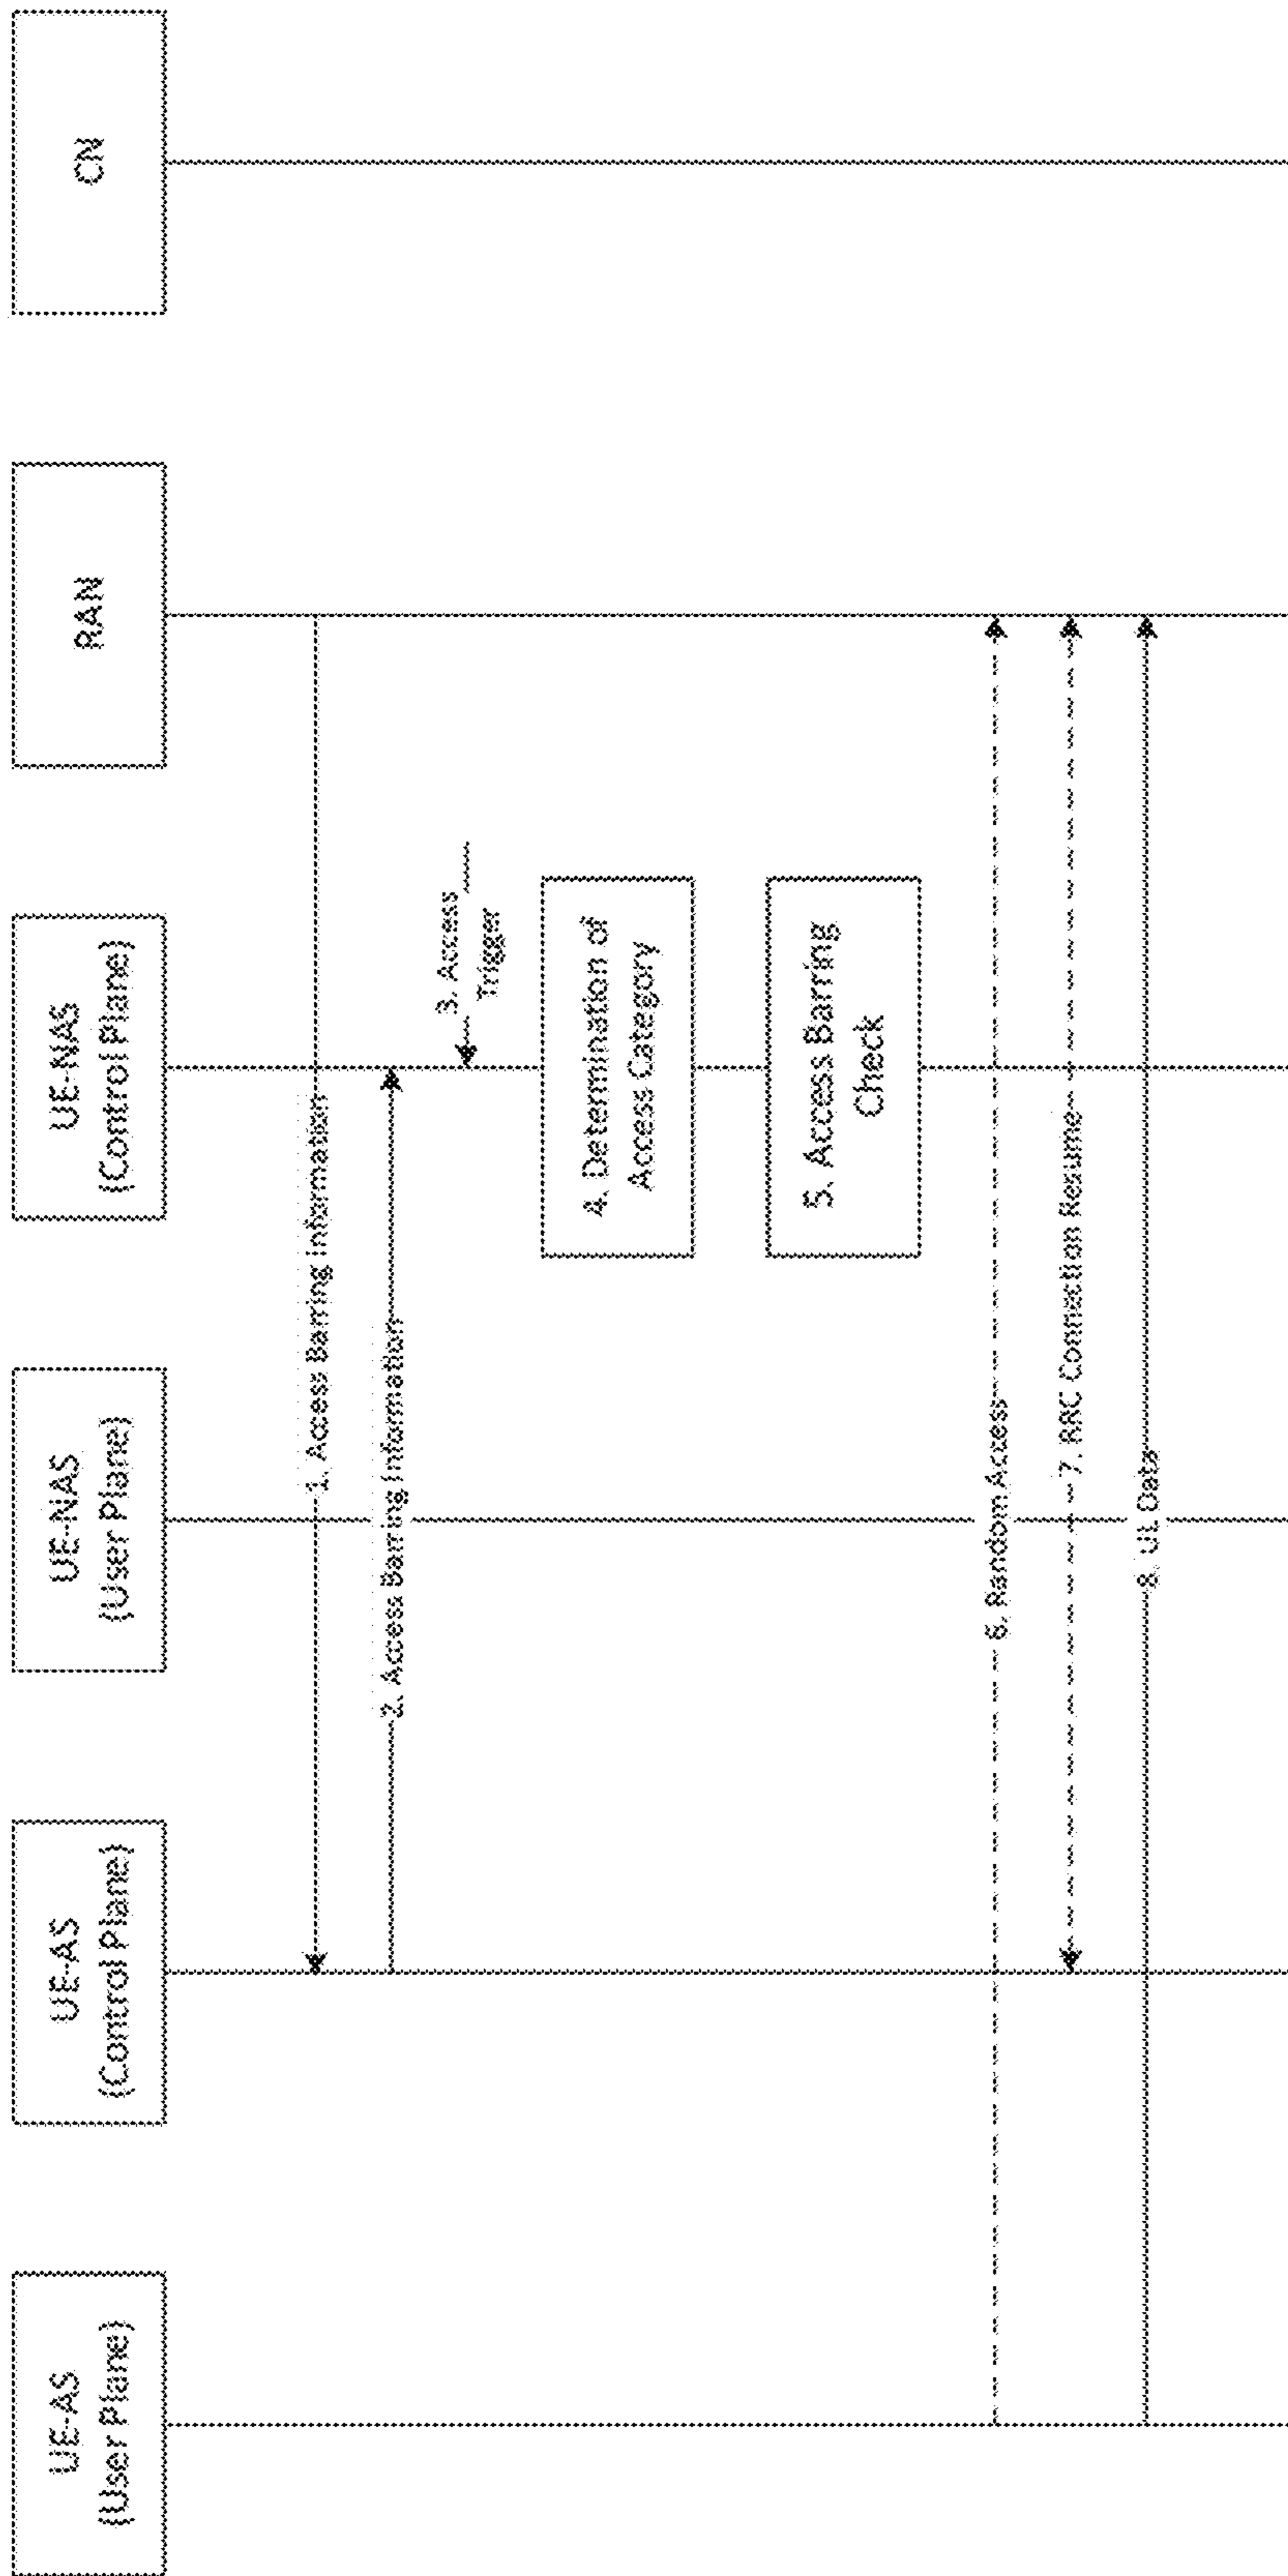 UE-AS
(User Plane)
UE-AS
(Control Plane)
UE-NAS
(User Plane)
UE-NAS
(Control Plane)
RAN
CN
1. Access Barring Information
2. Access Barring Information
3. Access
Trigger
4. Determination of
Access Category
5. Access Barring
Check
6. Random Access
7. RRC Connection Resume
8. UL Data